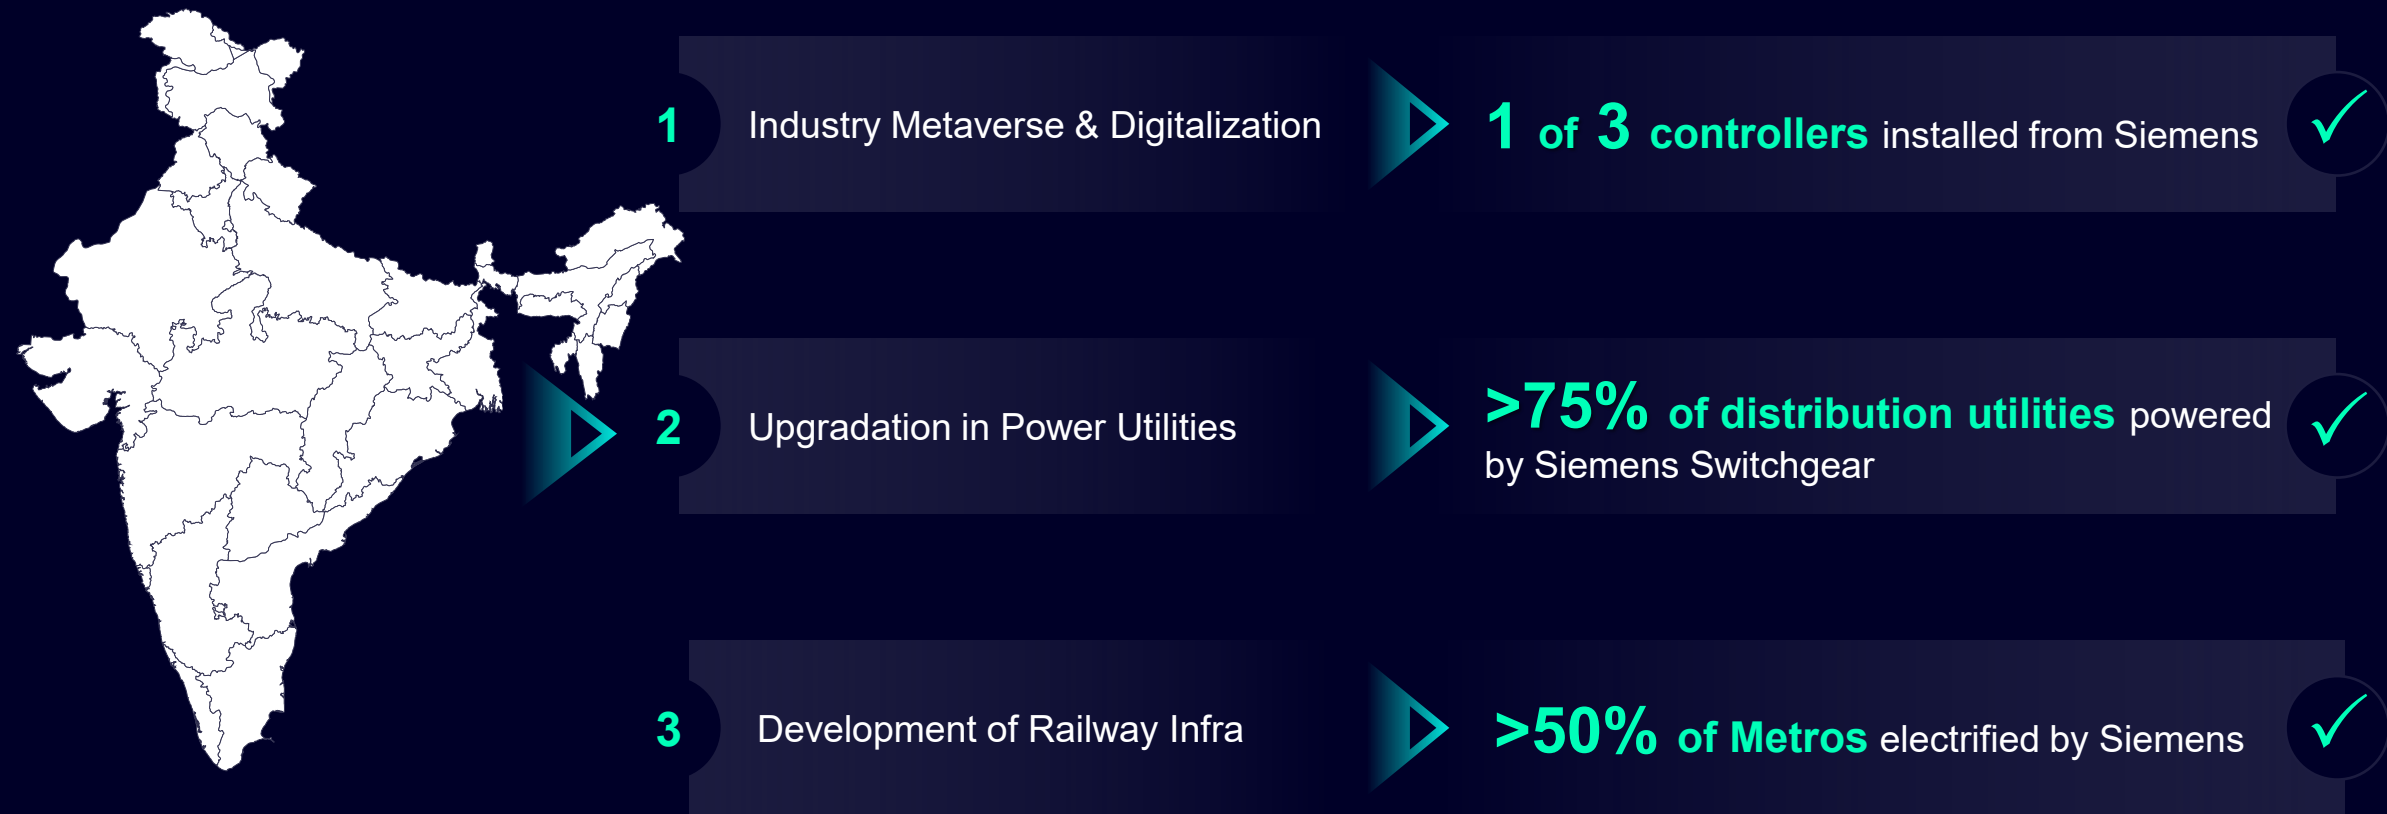 1
Industry Metaverse & Digitalization
1 of 3 controllers installed from Siemens
2
Upgradation in Power Utilities
>75% of distribution utilities powered
by Siemens Switchgear
3
Development of Railway Infra
>50% of Metros electrified by Siemens